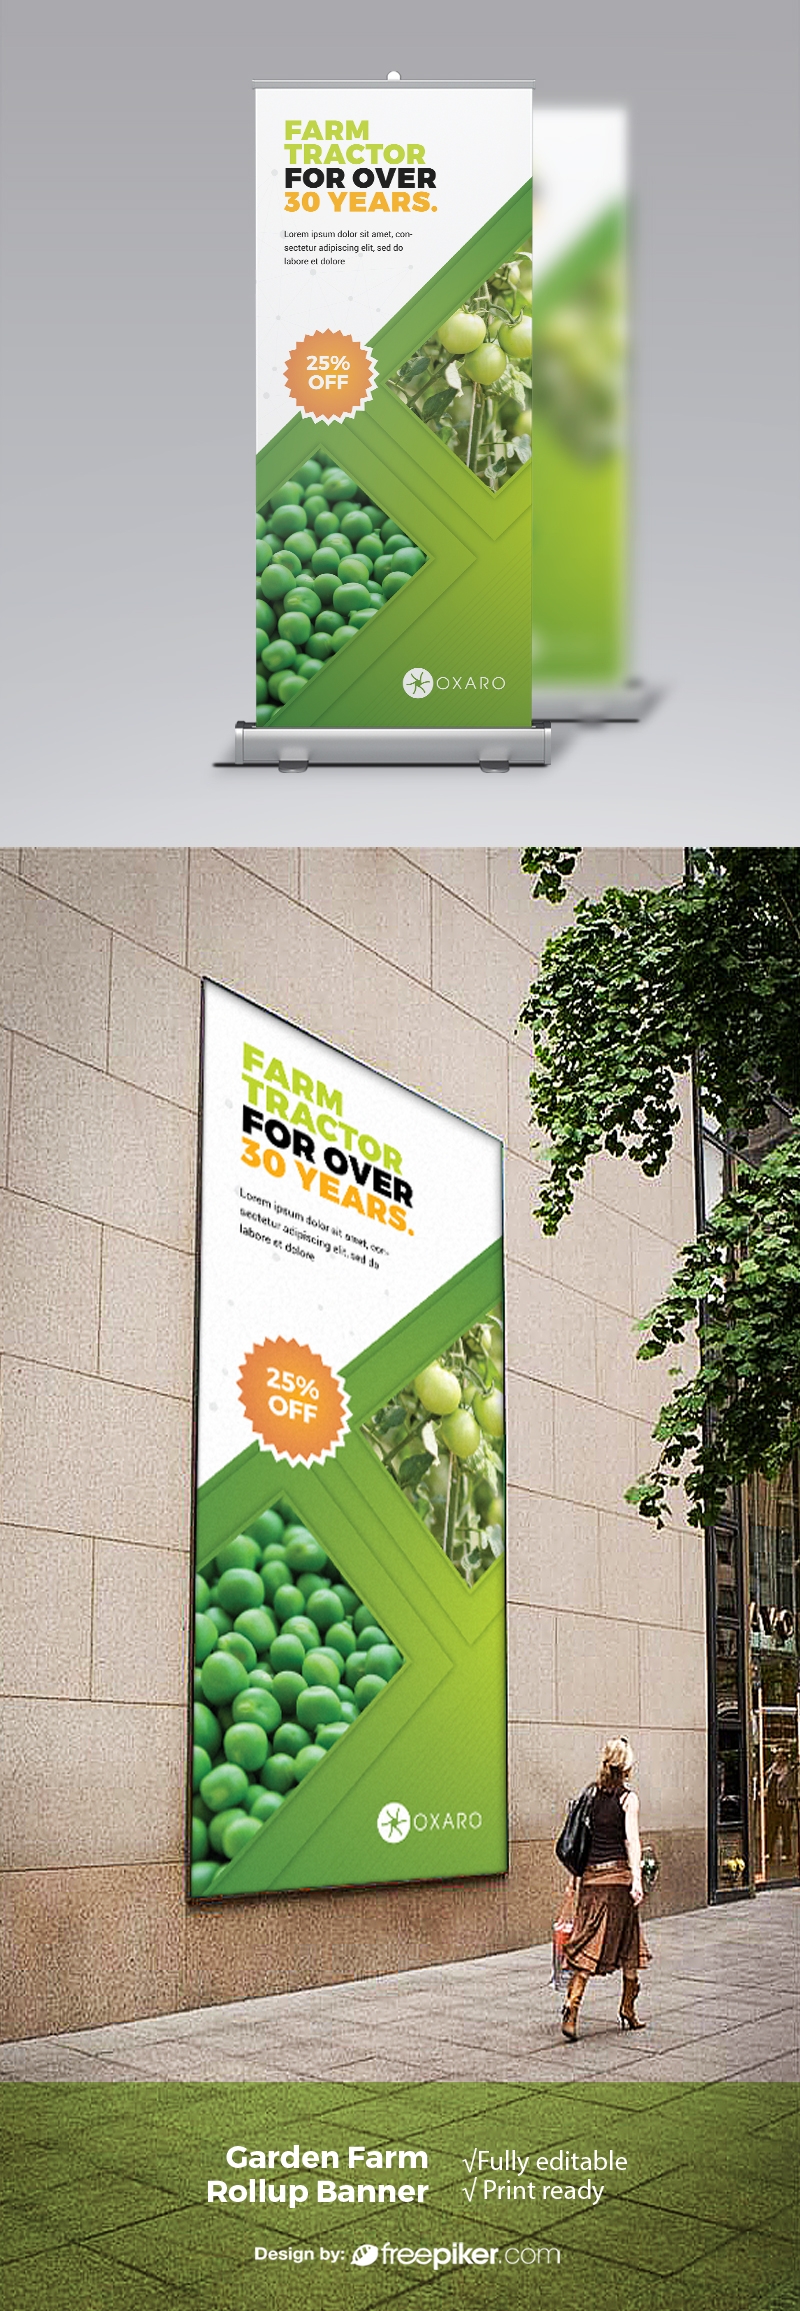 FARM
TRACTOR
FOR OVER
30 YEARS.
Lorem ipsum dolor sit amet, con-
sectetur adipiscing elit, sed do
labore et dolore
25%
OFF
OXARO
FARM
TRACTOR
FOR OVER
30 YEARS.
Lorem ipsum dolor sit amet, con-
sectetur adipiscing elit, sed do
labore et dolore
25%
OFF
OXARO
Garden Farm
Rollup Banner
√Fully editable
√ Print ready
Design by: freepiker.com